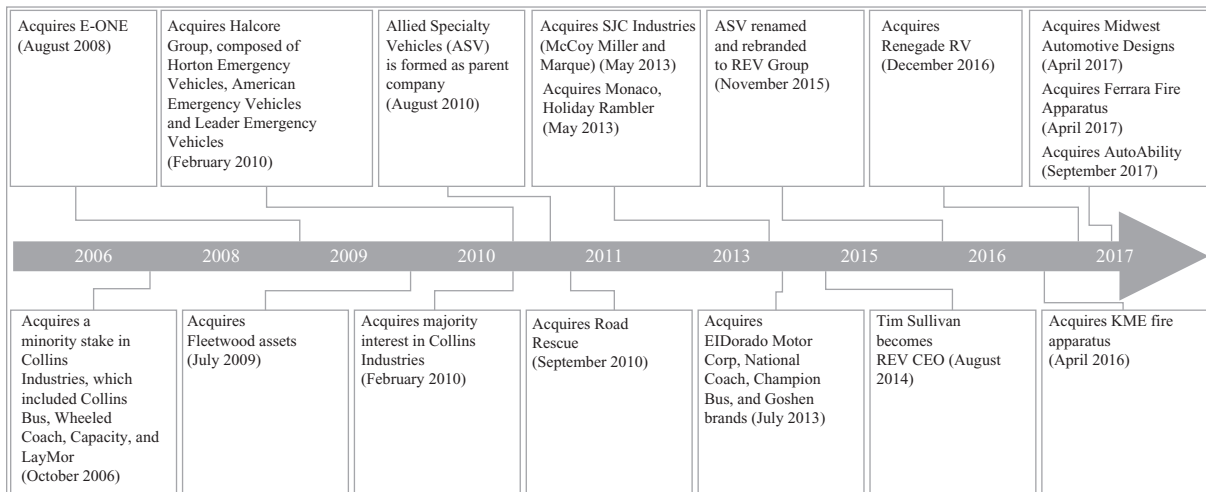 Acquires E-ONE
(August 2008)
Acquires Halcore
Group, composed of
Horton Emergency
Vehicles, American
Emergency Vehicles
and Leader Emergency
Vehicles
(February 2010)
Allied Specialty
Vehicles (ASV)
is formed as parent
company
(August 2010)
Acquires SJC Industries
(McCoy Miller and
Marque) (May 2013)
Acquires Monaco,
Holiday Rambler
(May 2013)
ASV renamed
and rebranded
to REV Group
(November 2015)
Acquires
Renegade RV
(December 2016)
Acquires Midwest
Automotive Designs
(April 2017)
Acquires Ferrara Fire
Apparatus
(April 2017)
Acquires AutoAbility
(September 2017)
2006 2008 2009 2010 2011 2013 2015 2016 2017
Acquires a
minority stake in
Collins
Industries, which
included Collins
Bus, Wheeled
Coach, Capacity, and
LayMor
(October 2006)
Acquires
Fleetwood assets
(July 2009)
Acquires majority
interest in Collins
Industries
(February 2010)
Acquires Road
Rescue
(September 2010)
Acquires
EIDorado Motor
Corp, National
Coach, Champion
Bus, and Goshen
brands (July 2013)
Tim Sullivan
becomes
REV CEO (August
2014)
Acquires KME fire
apparatus
(April 2016)